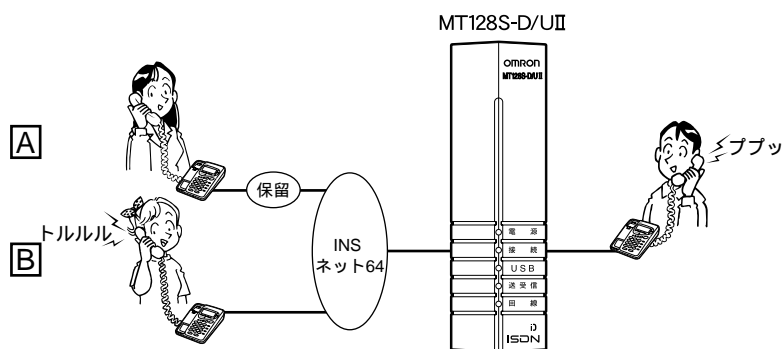 MT128S-D/UⅡ
OMRON
MT128S-D/UⅡ
A
保留
ププッ
トルルル
B
INS
ネット64
電源
接続
USB
送受信
回線
ISDN